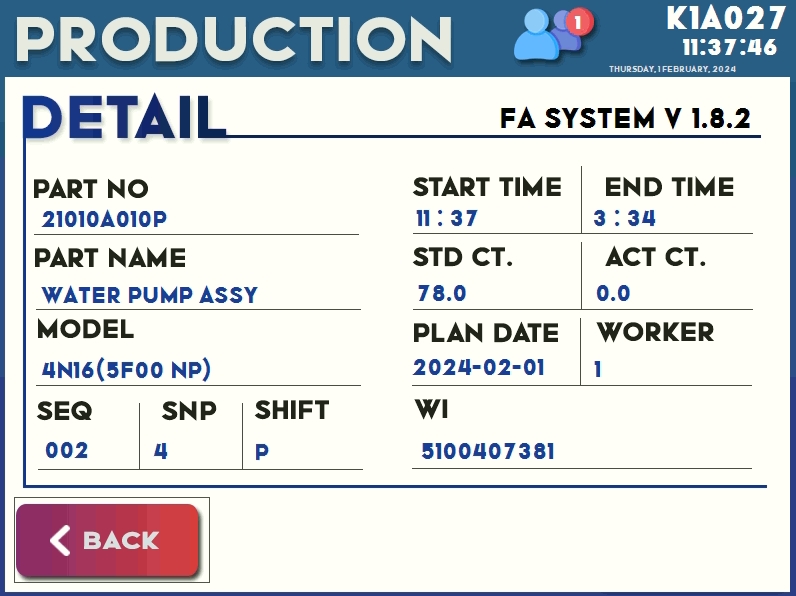 PRODUCTION
1
K1A027
11:37:46
THURSDAY, 1 FEBRUARY, 2024
DETAIL
FA SYSTEM V 1.8.2
PART NO
21010A010P
START TIME
END TIME
11 : 37
3 : 34
PART NAME
WATER PUMP ASSY
STD CT.
ACT CT.
78.0
0.0
MODEL
4N16(5F00 NP)
PLAN DATE
WORKER
2024-02-01
1
SEQ
SNP
SHIFT
002
4
P
WI
5100407381
BACK